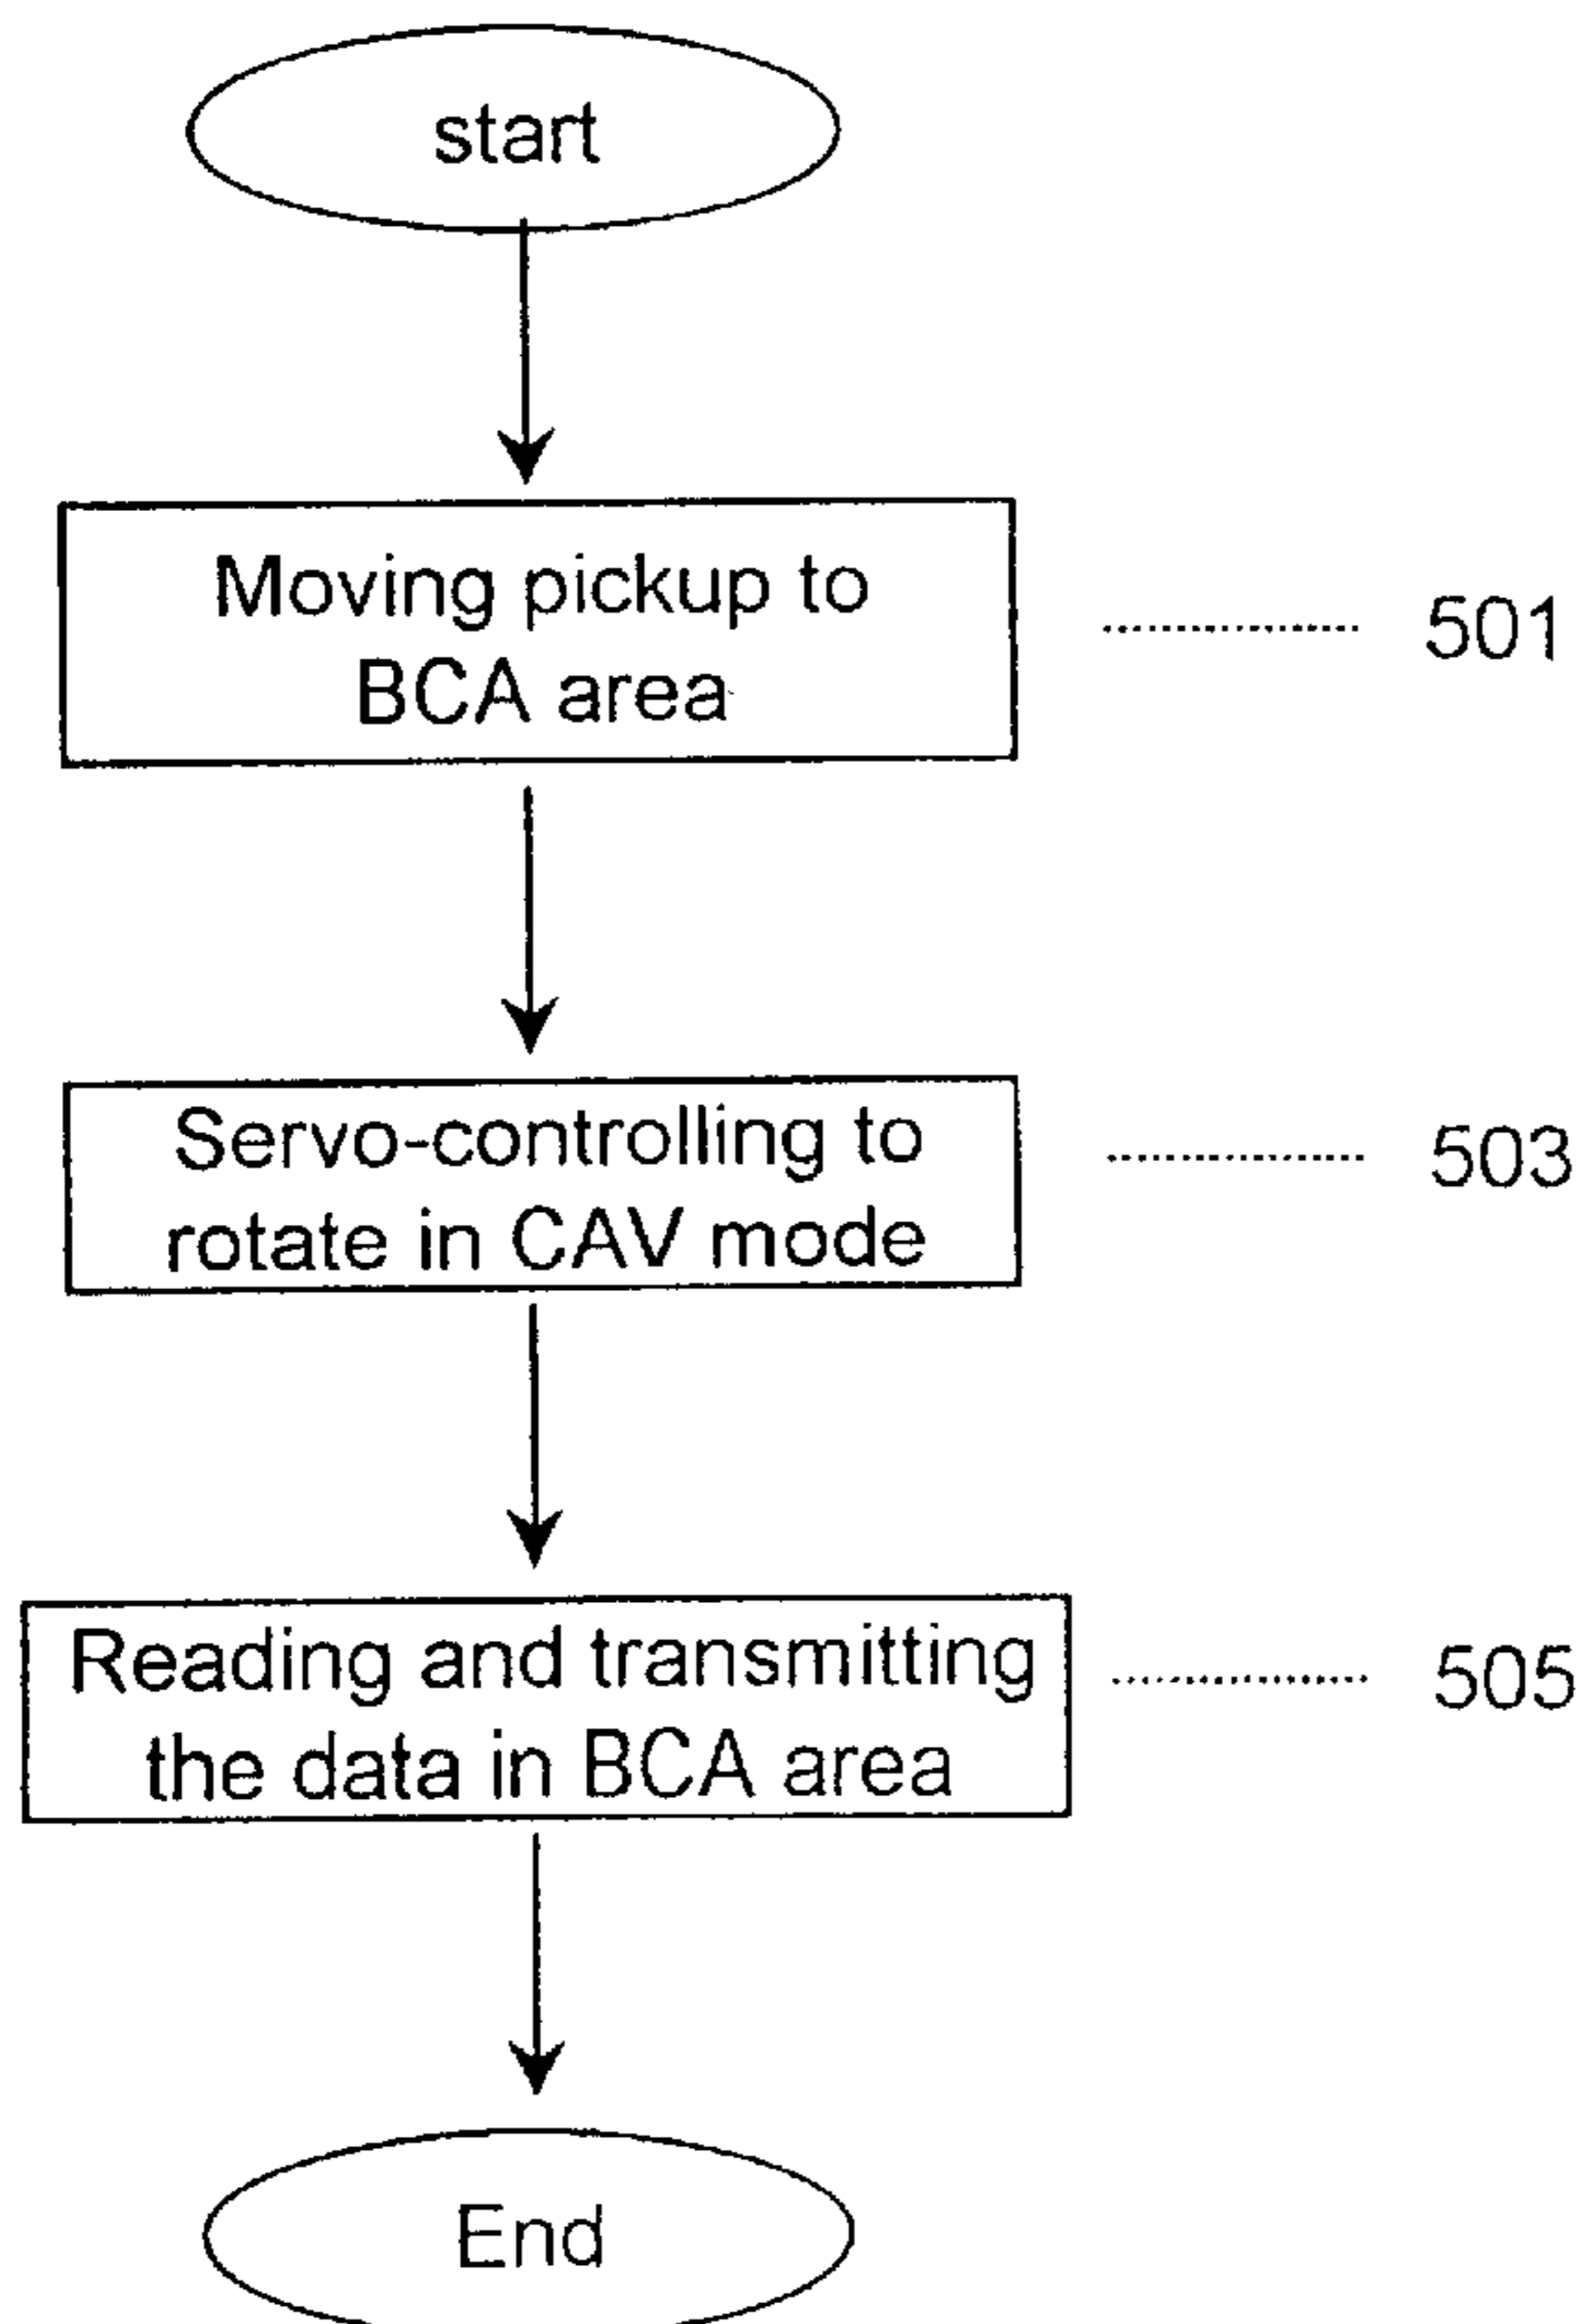 start
Moving pickup to
BCA area
501
Servo-controlling to
rotate in CAV mode
503
Reading and transmitting
the data in BCA area
505
End